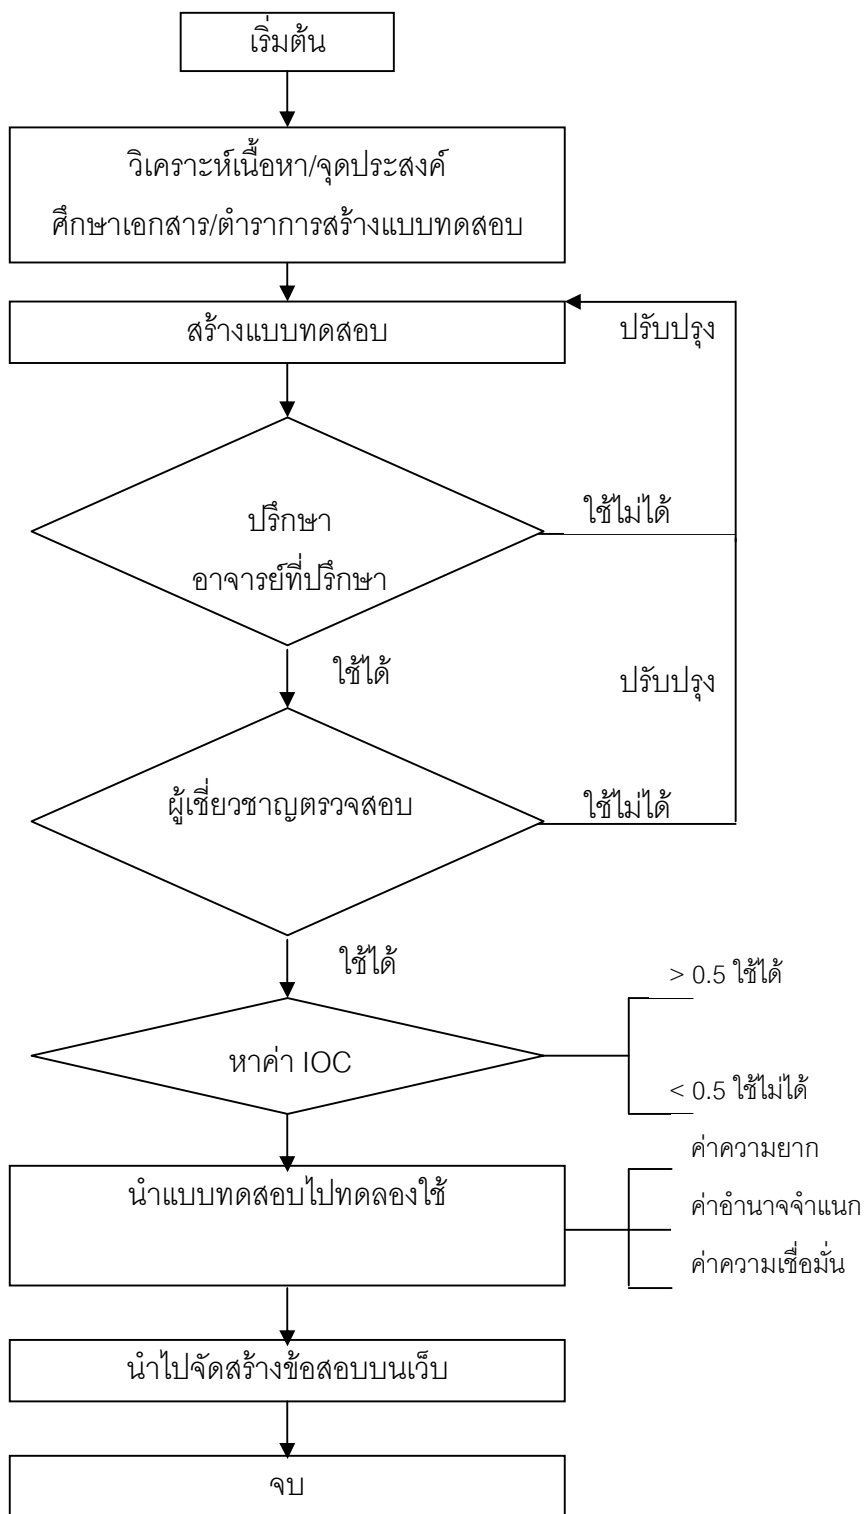 เริ่มต้น
วิเคราะห์เนื้อหา/จุดประสงค์
ศึกษาเอกสาร/ตำราการสร้างแบบทดสอบ
สร้างแบบทดสอบ
ปรับปรุง
ปรึกษา
อาจารย์ที่ปรึกษา
ใช้ไม่ได้
ใช้ได้
ปรับปรุง
ผู้เชี่ยวชาญตรวจสอบ
ใช้ไม่ได้
ใช้ได้
> 0.5 ใช้ได้
หาค่า IOC
< 0.5 ใช้ไม่ได้
ค่าความยาก
นำแบบทดสอบไปทดลองใช้
ค่าอำนาจจำแนก
ค่าความเชื่อมั่น
นำไปจัดสร้างข้อสอบบนเว็บ
จบ